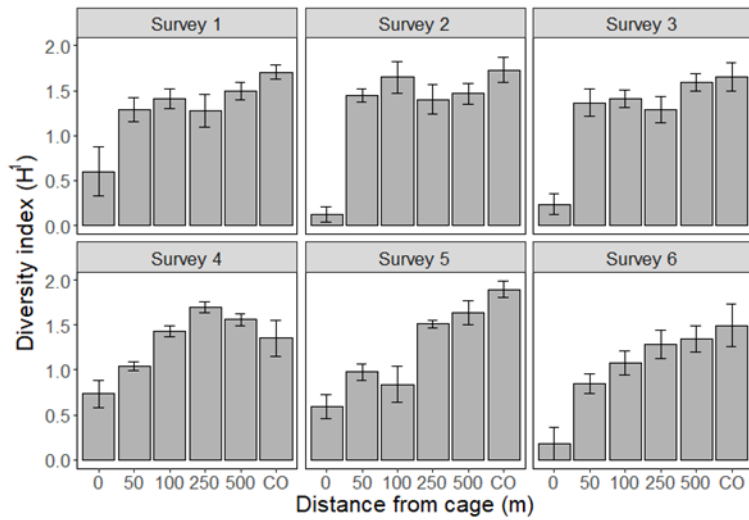 Survey 1 Survey 2 Survey 3
2.0
1.5
1.0
0.5
0.0
Survey 4 Survey 5 Survey 6
2.0
1.5
1.0
0.5
0.0
0 50 100 250 500 CO 0 50 100 250 500 CO 0 50 100 250 500 CO
Distance from cage (m)
Diversity index (H¹)